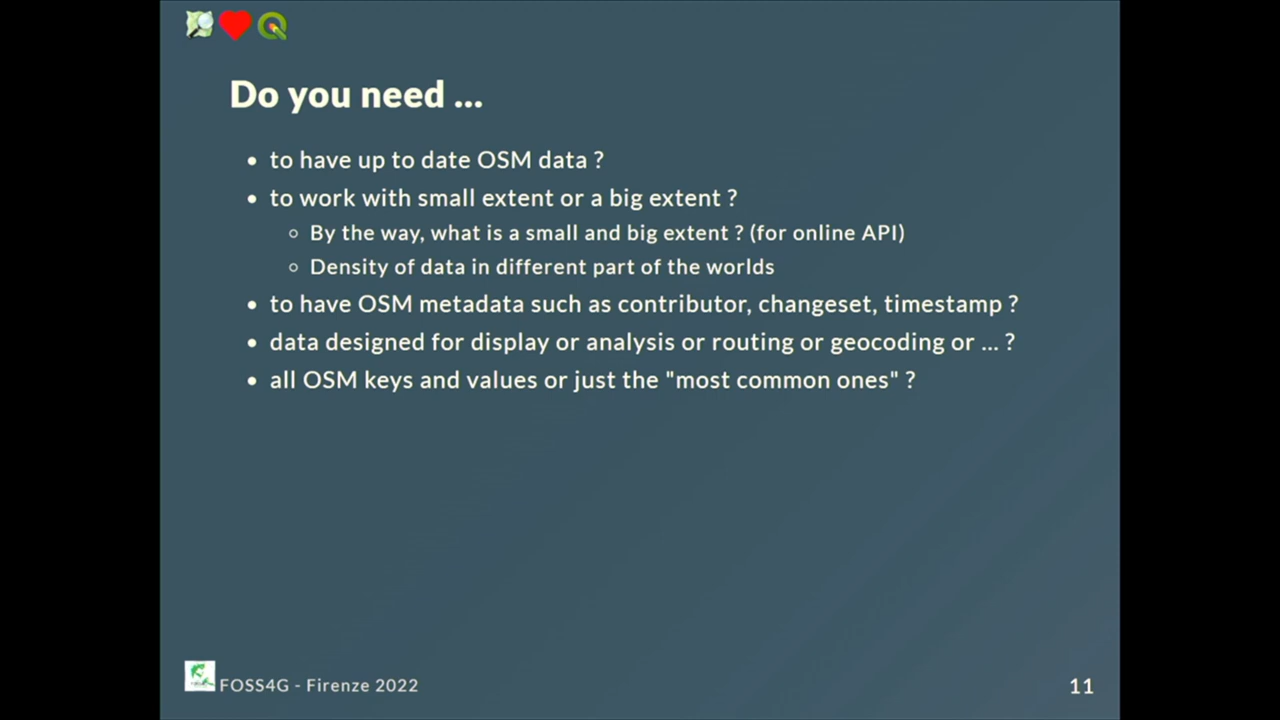 Do you need ...
to have up to date OSM data ?
to work with small extent or a big extent ?
By the way, what is a small and big extent ? (for online API)
Density of data in different part of the worlds
to have OSM metadata such as contributor, changeset, timestamp ?
data designed for display or analysis or routing or geocoding or ... ?
all OSM keys and values or just the "most common ones" ?
FOSS4G - Firenze 2022
11